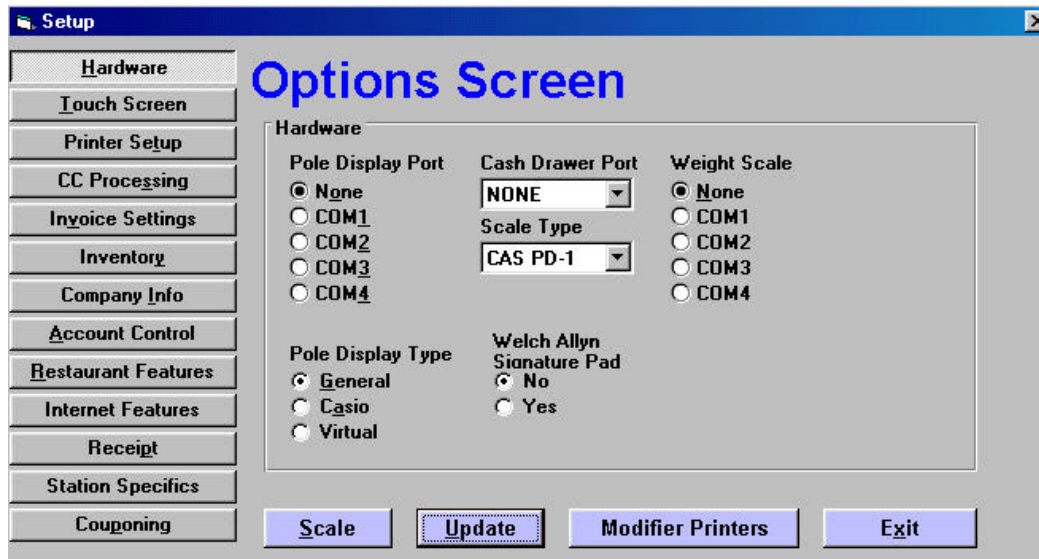 Setup
Hardware
Touch Screen
Printer Setup
CC Processing
Invoice Settings
Inventory
Company Info
Account Control
Restaurant Features
Internet Features
Receipt
Station Specifics
Couponing
Options Screen
Hardware
Pole Display Port
None
COM1
COM2
COM3
COM4
Cash Drawer Port
NONE
Scale Type
CAS PD-1
Weight Scale
None
COM1
COM2
COM3
COM4
Pole Display Type
General
Casio
Virtual
Welch Allyn
Signature Pad
No
Yes
Scale
Update
Modifier Printers
Exit